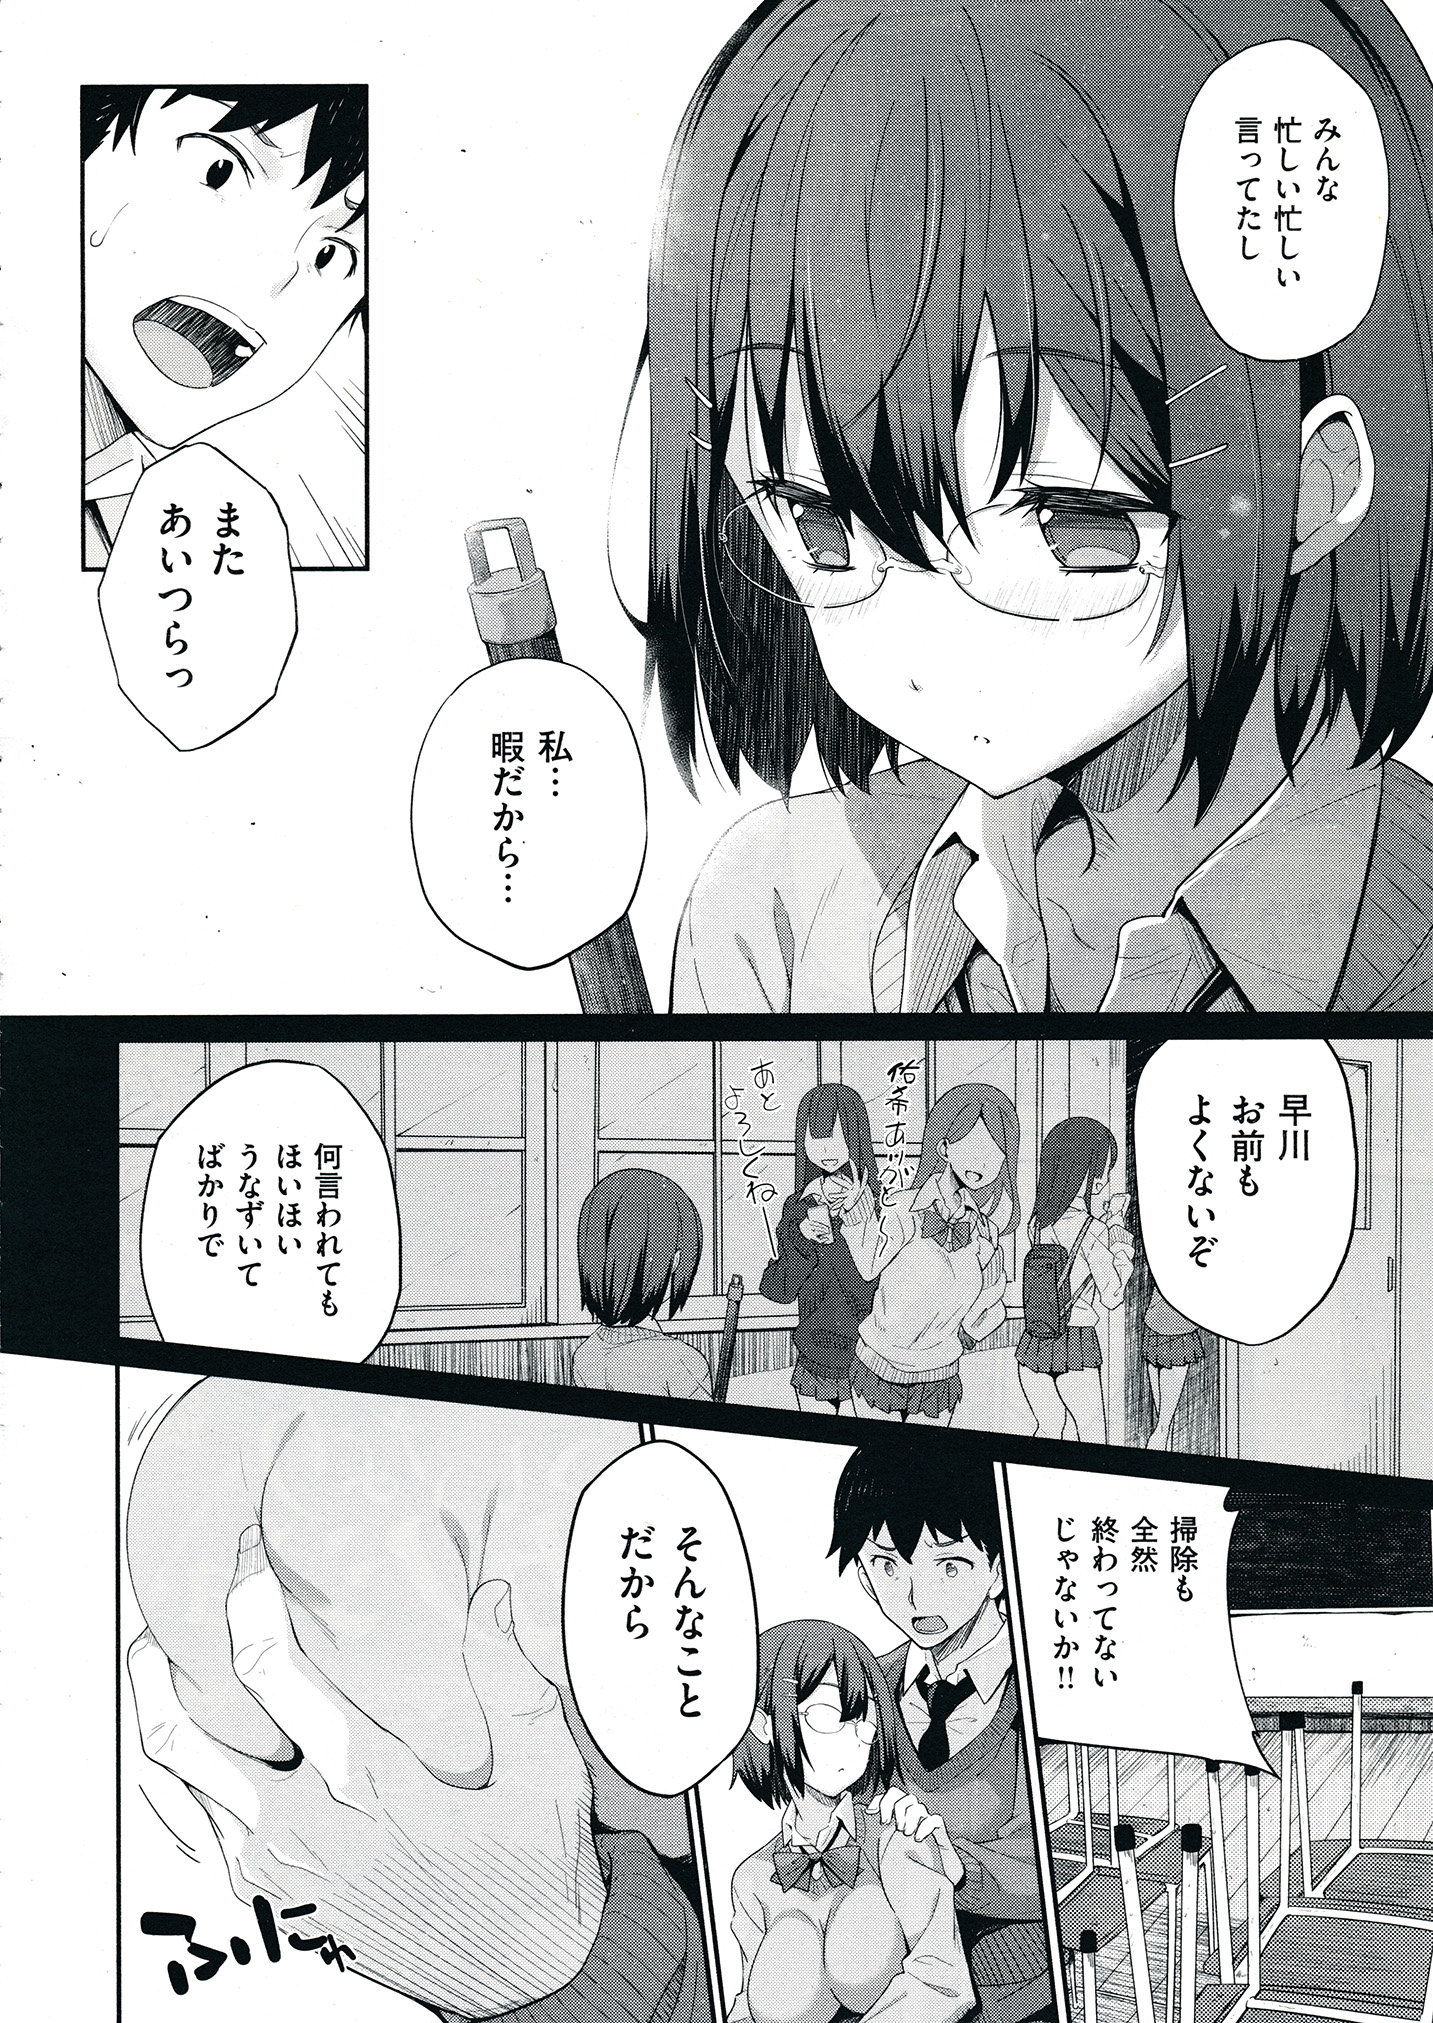 みんな
忙しい忙しい
言ってたし
私…
暇だから…
また
あいつらっ
早川
お前も
よくないぞ
佑希ありがと～
あと
よろしくねー
何言われても
ほいほい
うなずいて
ばかりで
掃除も
全然
終わってない
じゃないか!!
そんなこと
だから
ふにゅ